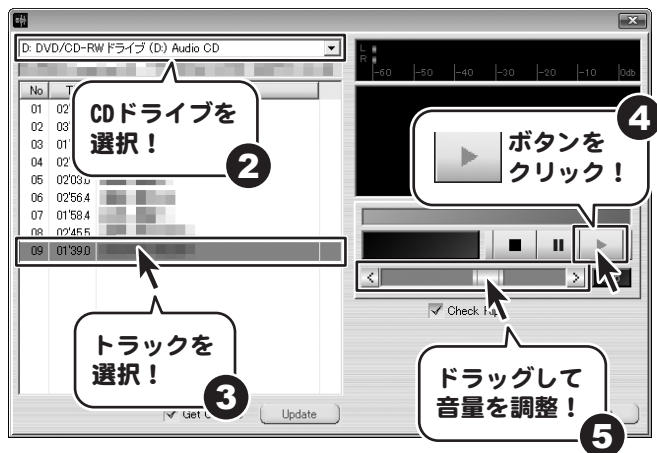 D: DVD/CD-RW ドライブ (D:) Audio CD
L
R
-60 -50 -40 -30 -20 -10 0db
No
01 02'
02 03'
03 01'
04 02'
05 02'03.0
06 02'56.4
07 01'58.4
08 02'45.5
09 01'39.0
CDドライブを
選択！
2
4
ボタンを
クリック！
Check
トラックを
選択！
3
ドラッグして
音量を調整！
5
Get
Update